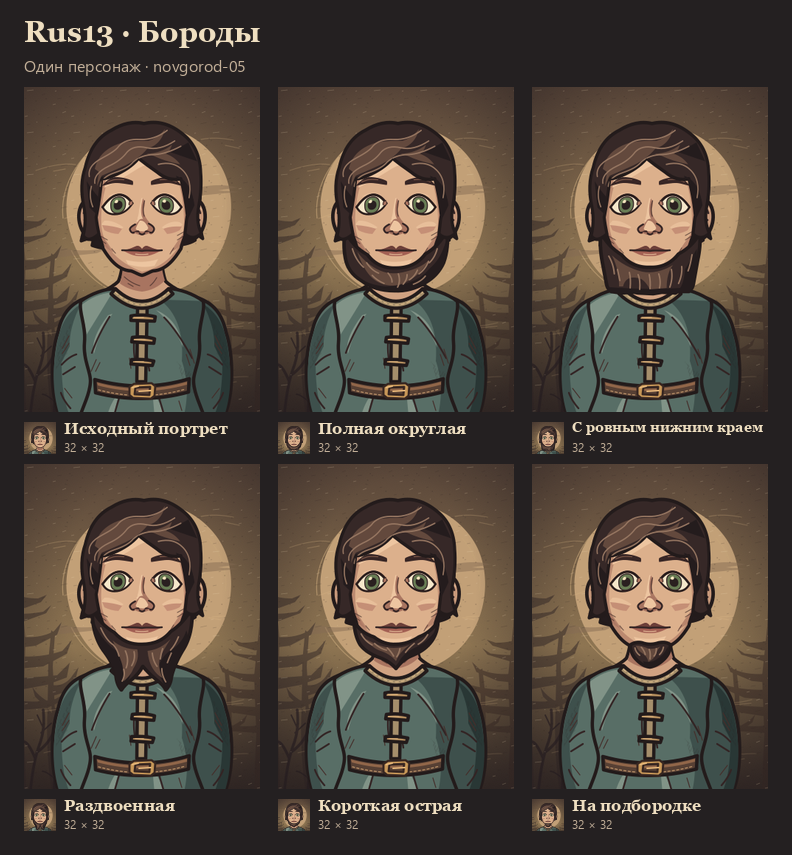 Rus13 · Бороды
Один персонаж · novgorod-05
Исходный портрет
32 × 32
Полная округлая
32 × 32
С ровным нижним краем
32 × 32
Раздвоенная
32 × 32
Короткая острая
32 × 32
На подбородке
32 × 32